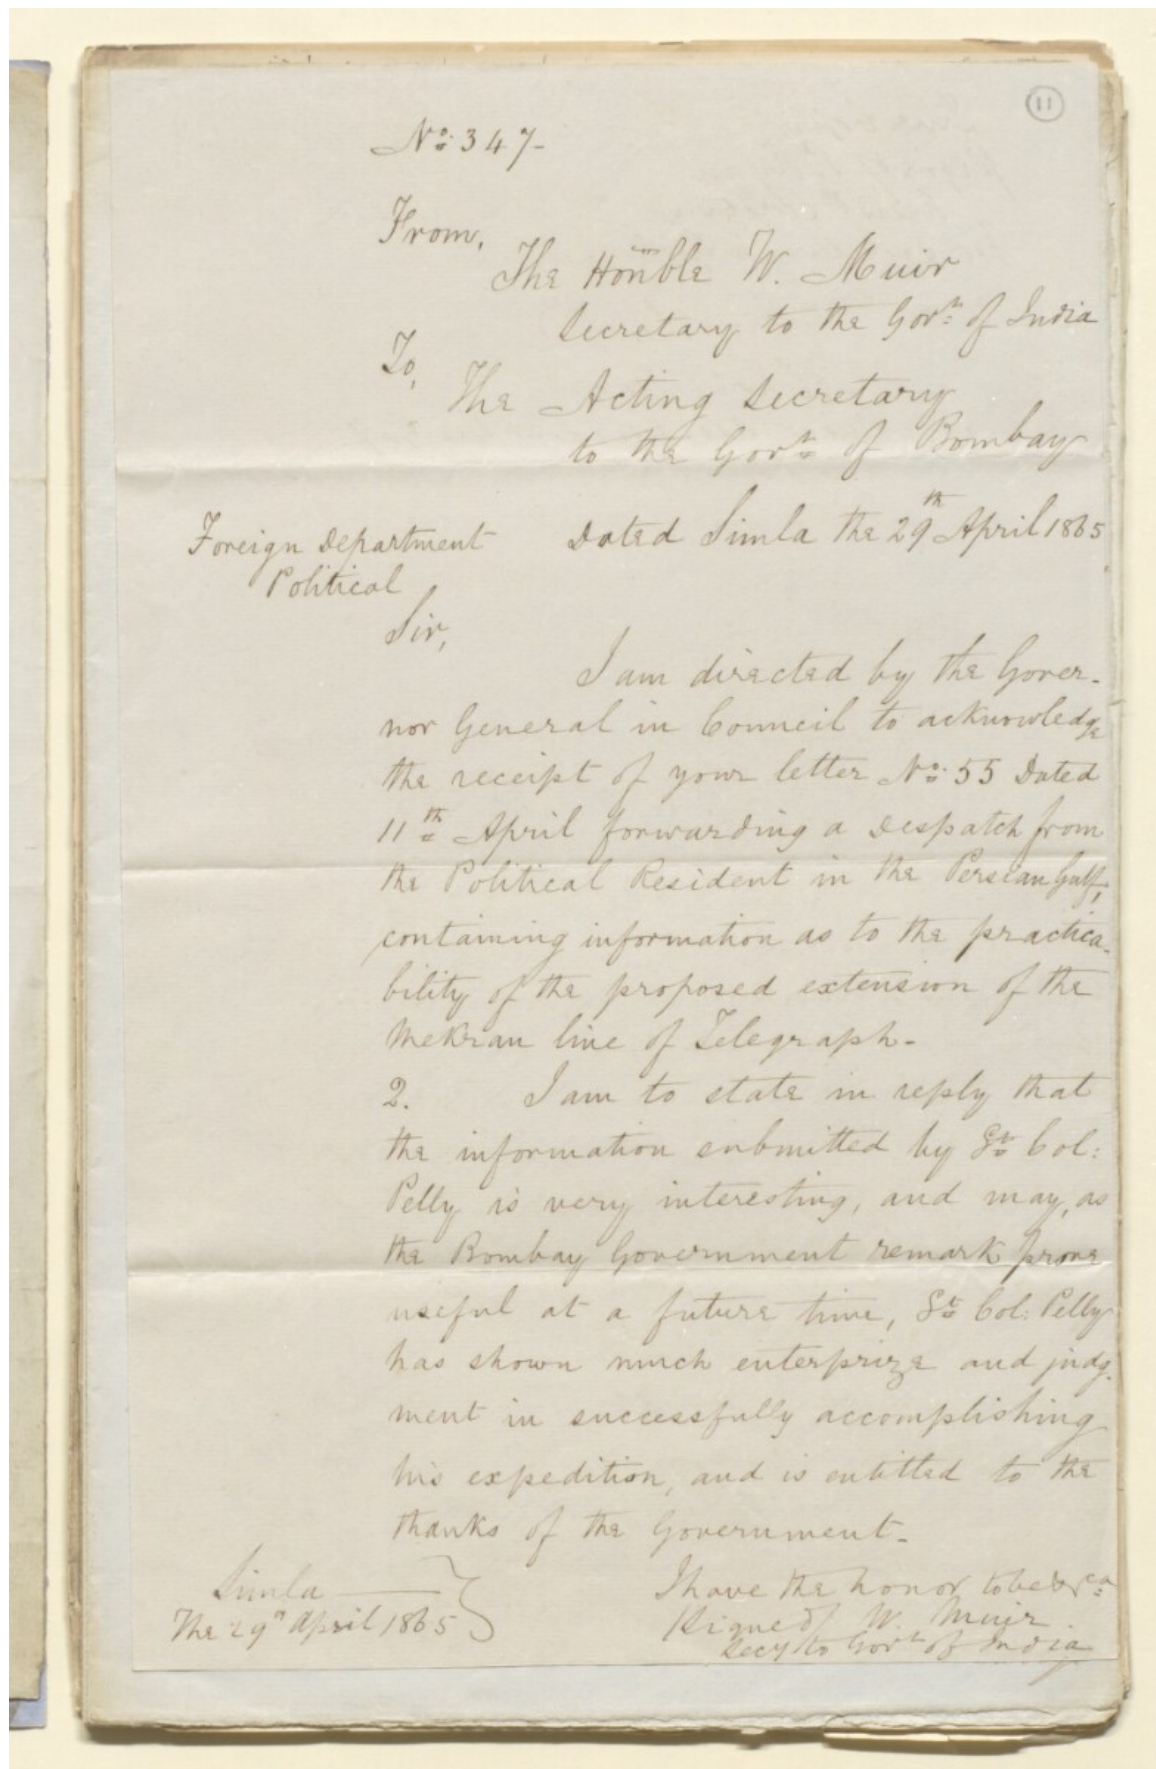 11
No: 347-
From,
The Honble W. Muir
Secretary to the Govt: of India
To,
The Acting Secretary
to the Govt: of Bombay
Foreign Department Dated Simla the 29th April 1865
Political
Sir,
I am directed by the Gover-
nor General in Council to acknowledge
the receipt of your letter No: 55 Dated
11th April forwarding a Despatch from
the Political Resident in the Persian Gulf,
containing information as to the practica-
bility of the proposed extension of the
Mekran line of Telegraph-
2. I am to state in reply that
the information submitted by Lt Col:
Pelly is very interesting, and may, as
the Bombay Government remark prove
useful at a future time, Lt Col: Pelly
has shown much enterprize and judg-
ment in successfully accomplishing
his expedition, and is entitled to the
thanks of the Government-
Simla I have the honor to be &ca
The 29th April 1865 Signed/ W. Muir
Secy to Govt of India